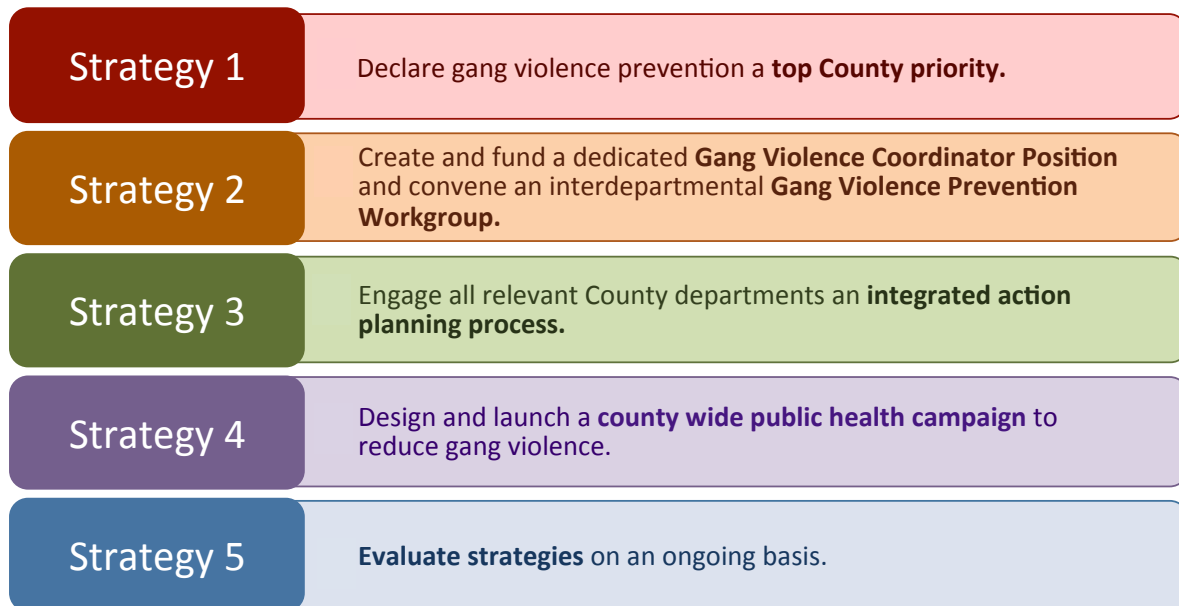 Strategy 1
Declare gang violence prevention a top County priority.
Strategy 2
Create and fund a dedicated Gang Violence Coordinator Position
and convene an interdepartmental Gang Violence Prevention
Workgroup.
Strategy 3
Engage all relevant County departments an integrated action
planning process.
Strategy 4
Design and launch a county wide public health campaign to
reduce gang violence.
Strategy 5
Evaluate strategies on an ongoing basis.